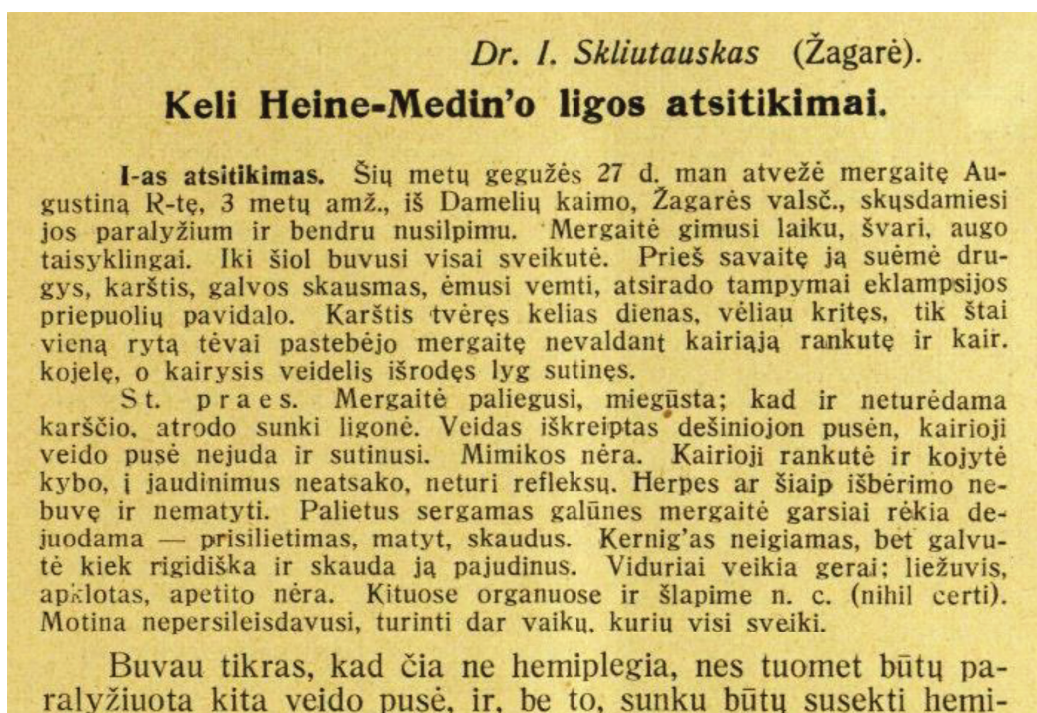 Dr. I. Skliutauskas (Žagarė).
Keli Heine-Medin'o ligos atsitikimai.
I-as atsitikimas. Šių metų gegužės 27 d. man atvežė mergaitę Au-
gustiną R-tę, 3 metų amž., iš Damelių kaimo, Žagarės valsč., skųsdamiesi
jos paralyžium ir bendru nusilpimu. Mergaitė gimusi laiku, švari, augo
taisyklingai. Iki šiol buvusi visai sveikutė. Prieš savaitę ją suėmė dru-
gys, karštis, galvos skausmas, ėmusi vemti, atsirado tampymai eklampsijos
priepuolių pavidalo. Karštis tvėręs kelias dienas, vėliau kritęs, tik štai
vieną rytą tėvai pastebėjo mergaitę nevaldant kairiąją rankutę ir kair.
kojelę, o kairysis veidelis išrodęs lyg sutinęs.
St. praes. Mergaitė paliegusi, miegūsta; kad ir neturėdama
karščio, atrodo sunki ligonė. Veidas iškreiptas dešiniojon pusėn, kairioji
veido pusė nejuda ir sutinusi. Mimikos nėra. Kairioji rankutė ir kojytė
kybo, į jaudinimus neatsako, neturi refleksų. Herpes ar šiaip išbėrimo ne-
buvę ir nematyti. Palietus sergamas galūnes mergaitė garsiai rėkia de-
juodama — prisilietimas, matyt, skaudus. Kernig'as neigiamas, bet galvu-
tė kiek rigidiška ir skauda ją pajudinus. Viduriai veikia gerai; liežuvis,
apklotas, apetito nėra. Kituose organuose ir šlapime n. c. (nihil certi).
Motina nepersileisdavusi, turinti dar vaikų. kurių visi sveiki.
Buvau tikras, kad čia ne hemiplegia, nes tuomet būtų pa-
ralyžiuota kita veido pusė, ir, be to, sunku būtų susekti hemi-